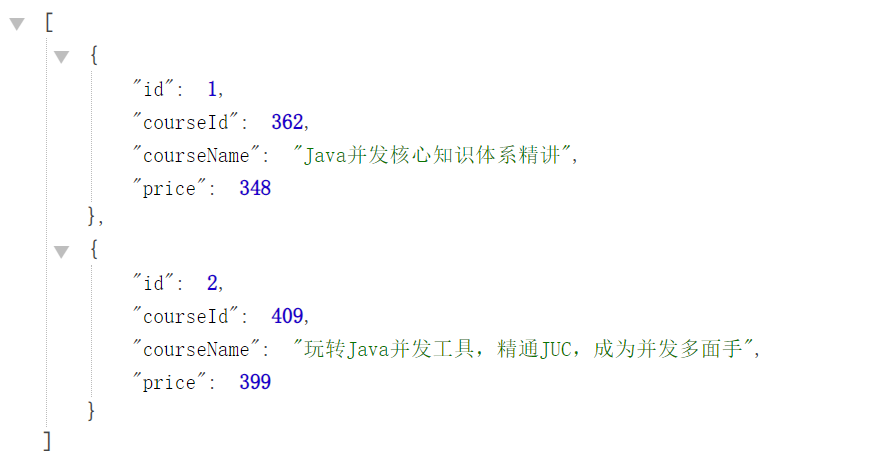 [
{
"id": 1,
"courseId": 362,
"courseName": "Java并发核心知识体系精讲",
"price": 348
},
{
"id": 2,
"courseId": 409,
"courseName": "玩转Java并发工具，精通JUC，成为并发多面手",
"price": 399
}
]